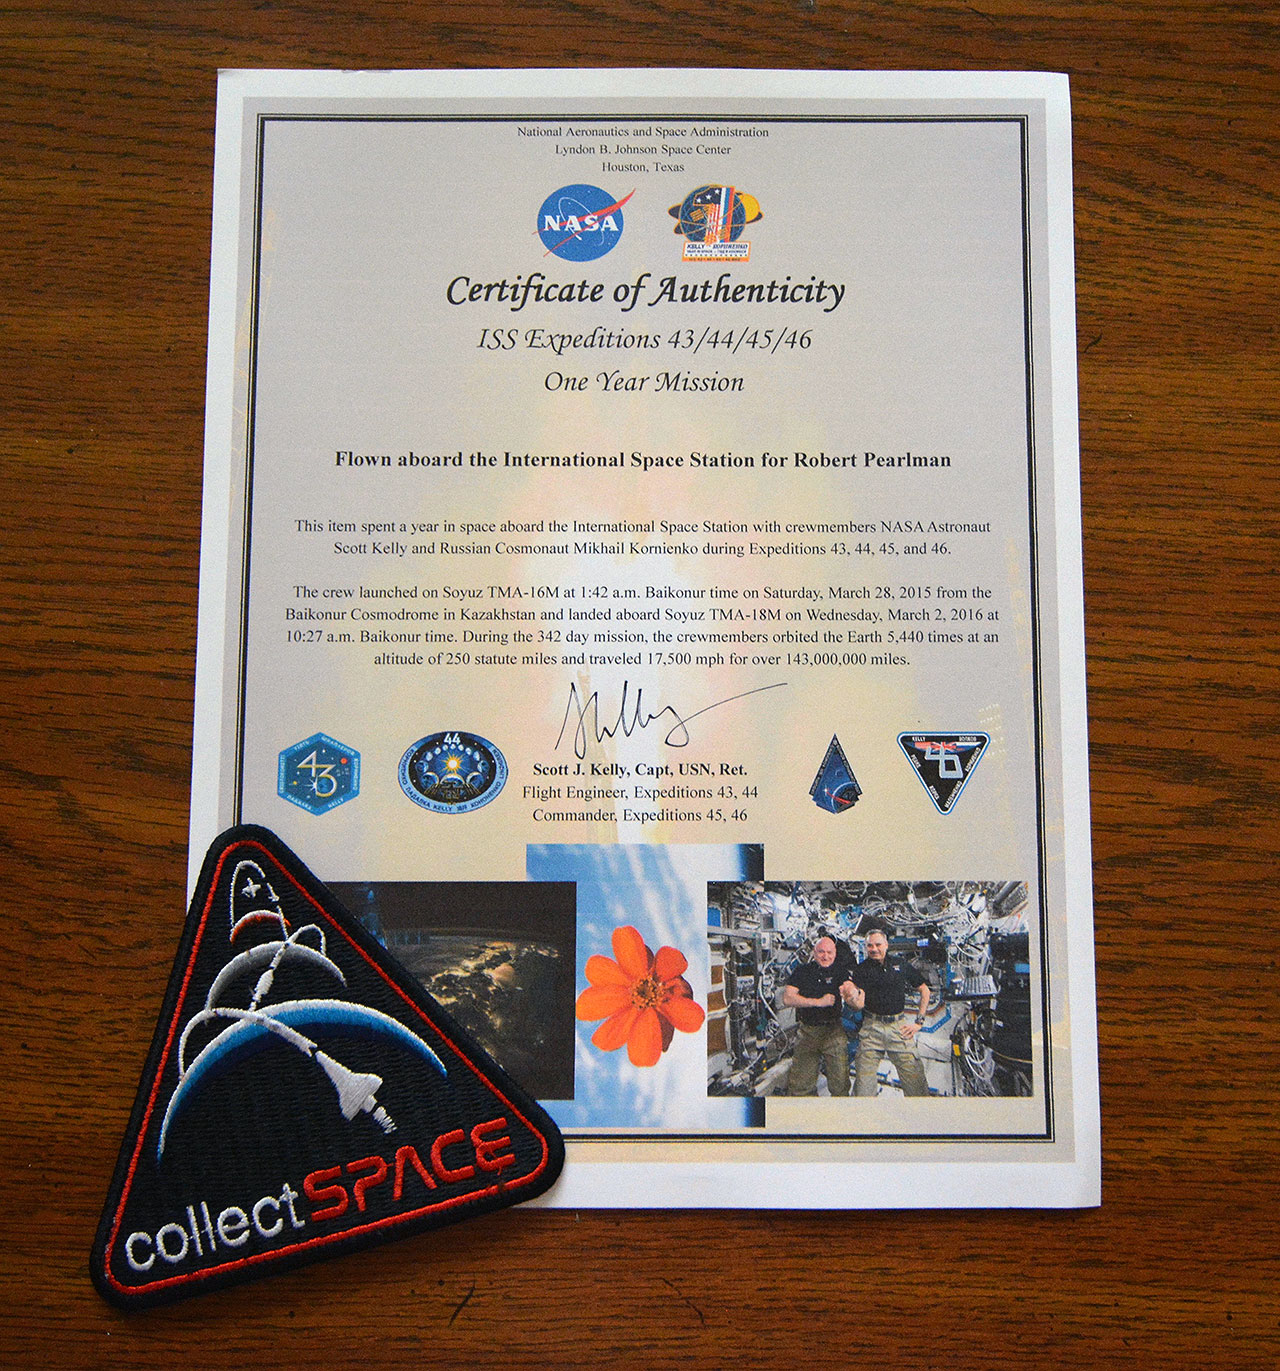 National Aeronautics and Space Administration
Lyndon B. Johnson Space Center
Houston, Texas
NASA
KELLY КОРНИЕНКО
Certificate of Authenticity
ISS Expeditions 43/44/45/46
One Year Mission
Flown aboard the International Space Station for Robert Pearlman
This item spent a year in space aboard the International Space Station with crewmembers NASA Astronaut
Scott Kelly and Russian Cosmonaut Mikhail Kornienko during Expeditions 43, 44, 45, and 46.
The crew launched on Soyuz TMA-16M at 1:42 a.m. Baikonur time on Saturday, March 28, 2015 from the
Baikonur Cosmodrome in Kazakhstan and landed aboard Soyuz TMA-18M on Wednesday, March 2, 2016 at
10:27 a.m. Baikonur time. During the 342 day mission, the crewmembers orbited the Earth 5,440 times at an
altitude of 250 statute miles and traveled 17,500 mph for over 143,000,000 miles.
43
44
KELLY
46
Scott J. Kelly, Capt, USN, Ret.
Flight Engineer, Expeditions 43, 44
Commander, Expeditions 45, 46
collectSPACE